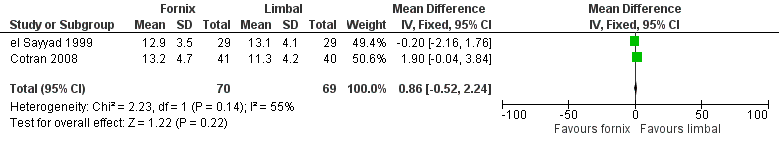 Fornix Limbal Mean Difference Mean Difference
Study or Subgroup Mean SD Total Mean SD Total Weight IV, Fixed, 95% CI IV, Fixed, 95% CI
el Sayyad 1999 12.9 3.5 29 13.1 4.1 29 49.4% -0.20 [-2.16, 1.76]
Cotran 2008 13.2 4.7 41 11.3 4.2 40 50.6% 1.90 [-0.04, 3.84]
Total (95% CI) 70 69 100.0% 0.86 [-0.52, 2.24]
Heterogeneity: Chi² = 2.23, df = 1 (P = 0.14); I² = 55%
Test for overall effect: Z = 1.22 (P = 0.22)
-100 -50 0 50 100
Favours fornix Favours limbal